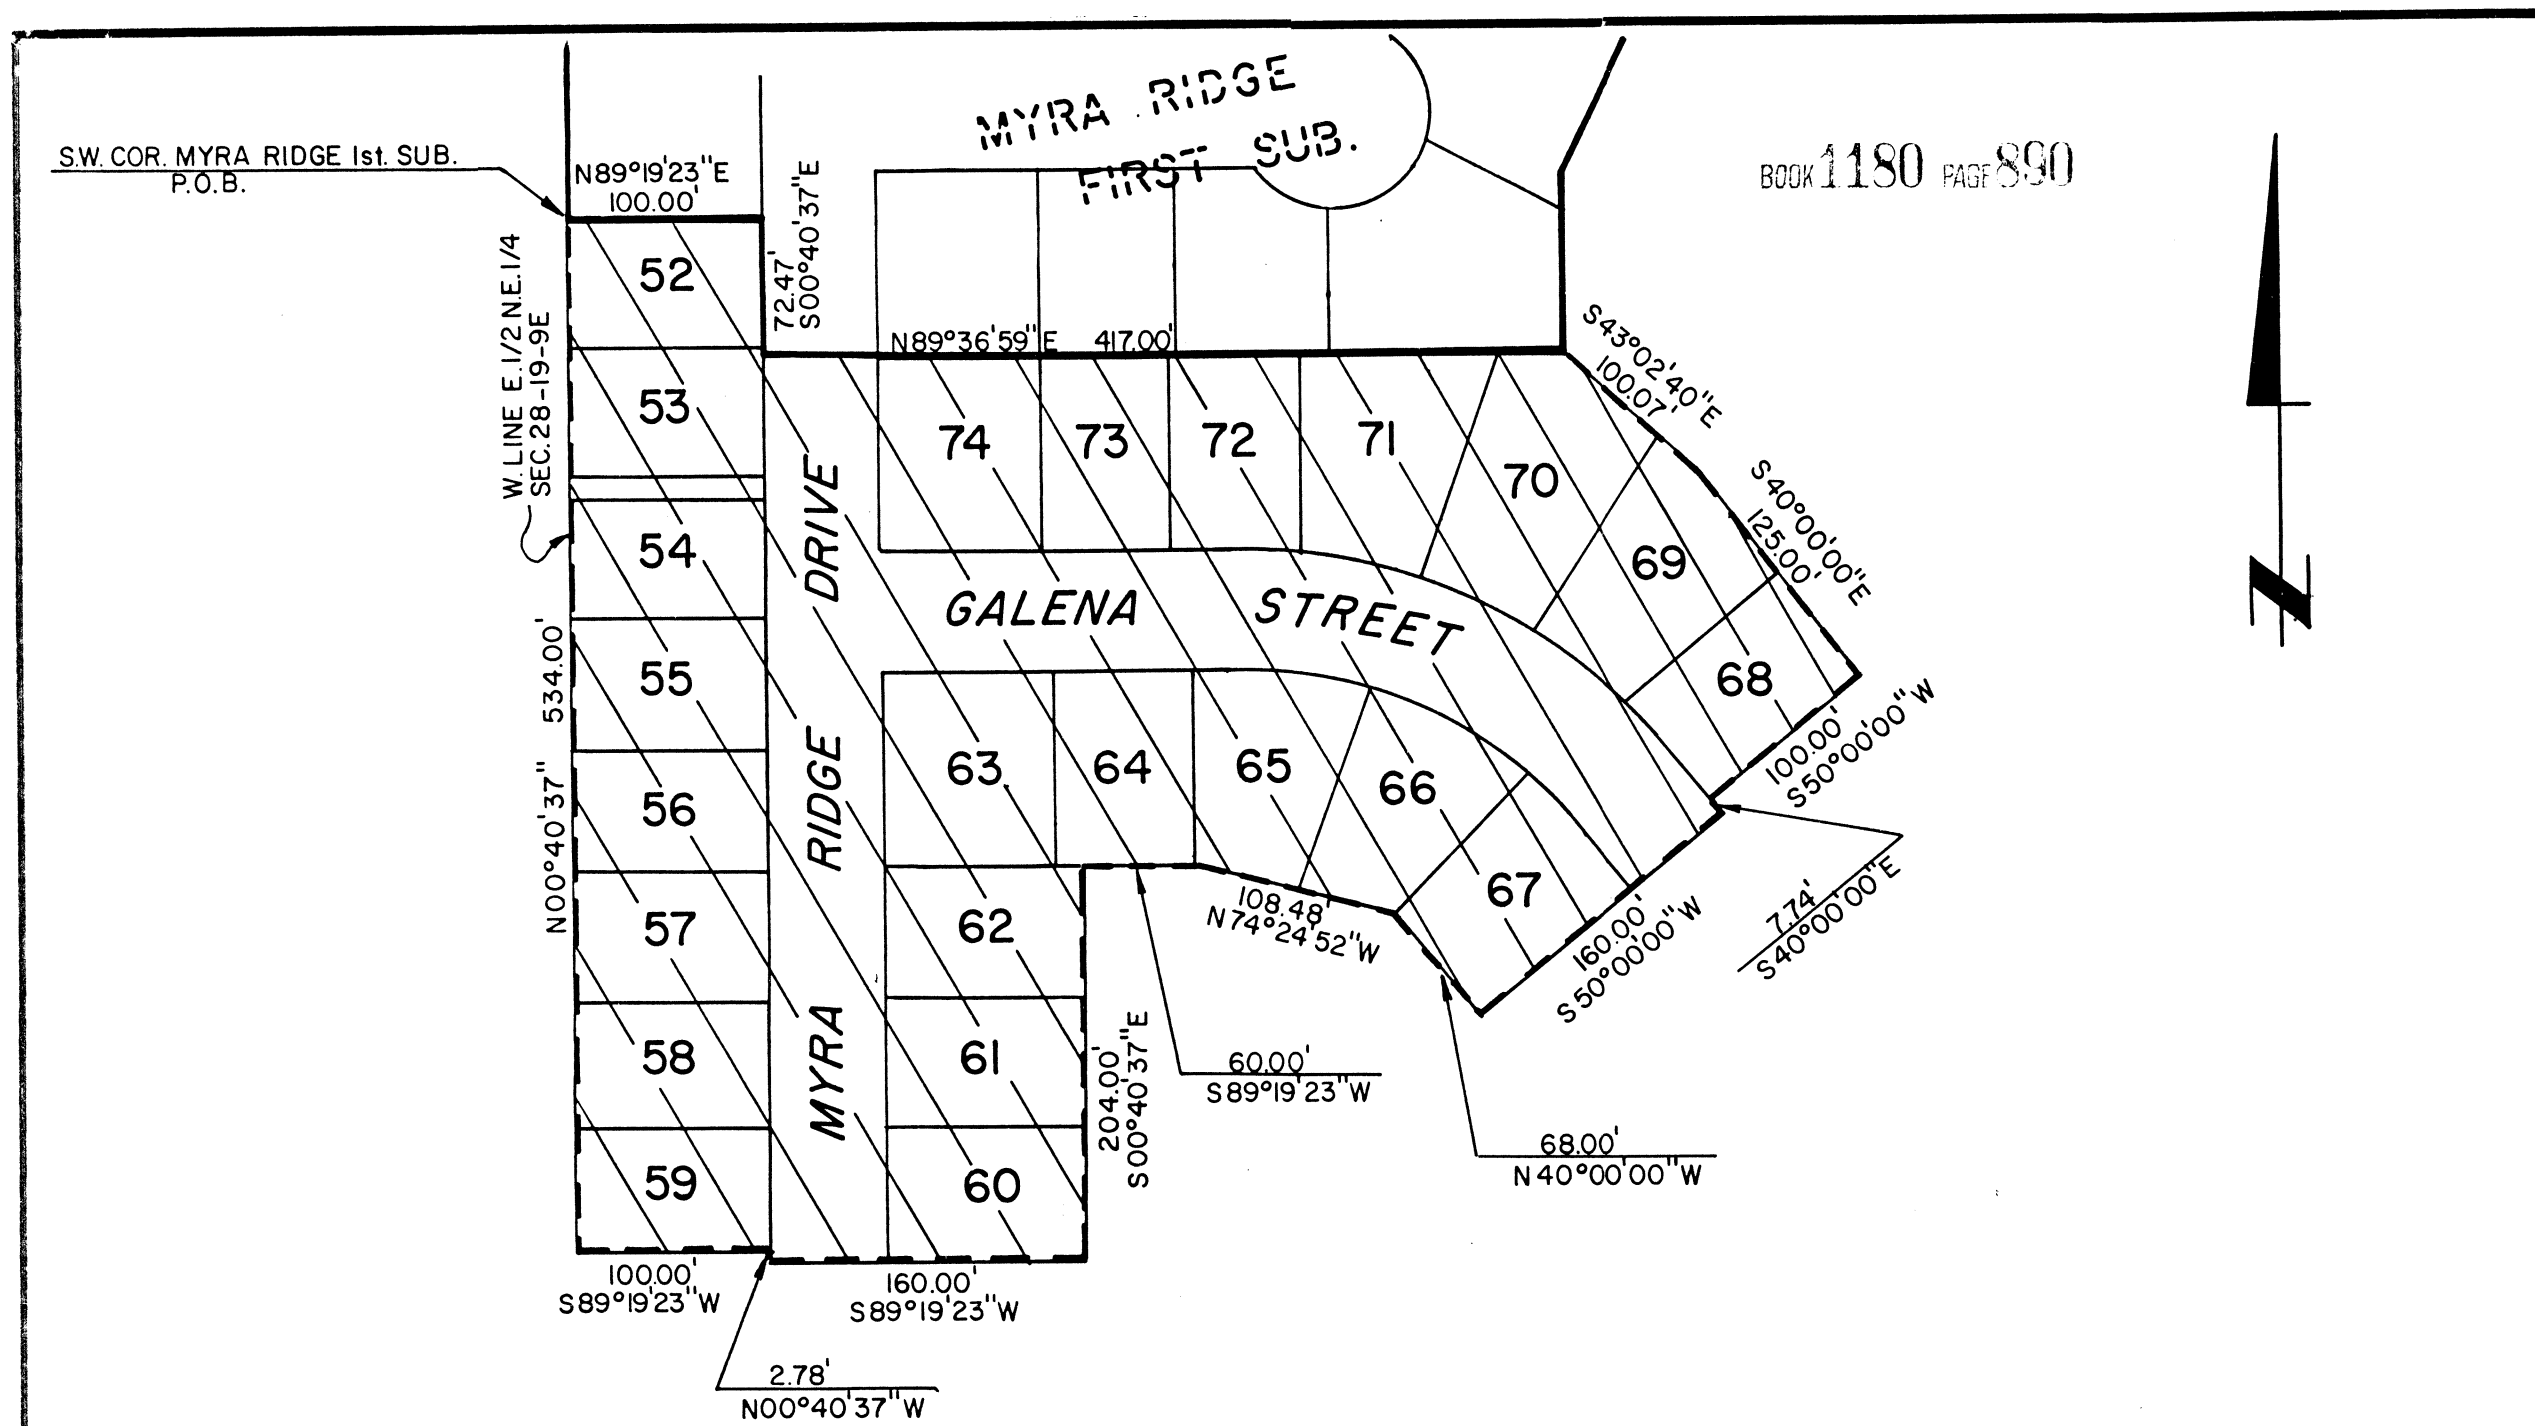 MYRA RIDGE
FIRST SUB.
BOOK 1180 PAGE 890
S.W. COR. MYRA RIDGE 1st. SUB.
P.O.B.
N89°19'23"E
100.00'
72.47'
S00°40'37"E
W. LINE E.1/2 N.E.1/4
SEC.28-19-9E
N89°36'59"E 417.00'
S43°02'40"E
100.07'
S40°00'00"E
125.00'
52
53
54
55
56
57
58
59
74
73
72
71
70
69
68
GALENA STREET
MYRA RIDGE DRIVE
63
64
65
66
67
62
61
60
534.00'
N00°40'37"
100.00'
S50°00'00"W
7.74'
S40°00'00"E
160.00'
S50°00'00"W
108.48'
N74°24'52"W
204.00'
S00°40'37"E
60.00'
S89°19'23"W
68.00'
N40°00'00"W
100.00'
S89°19'23"W
160.00'
S89°19'23"W
2.78'
N00°40'37"W
N